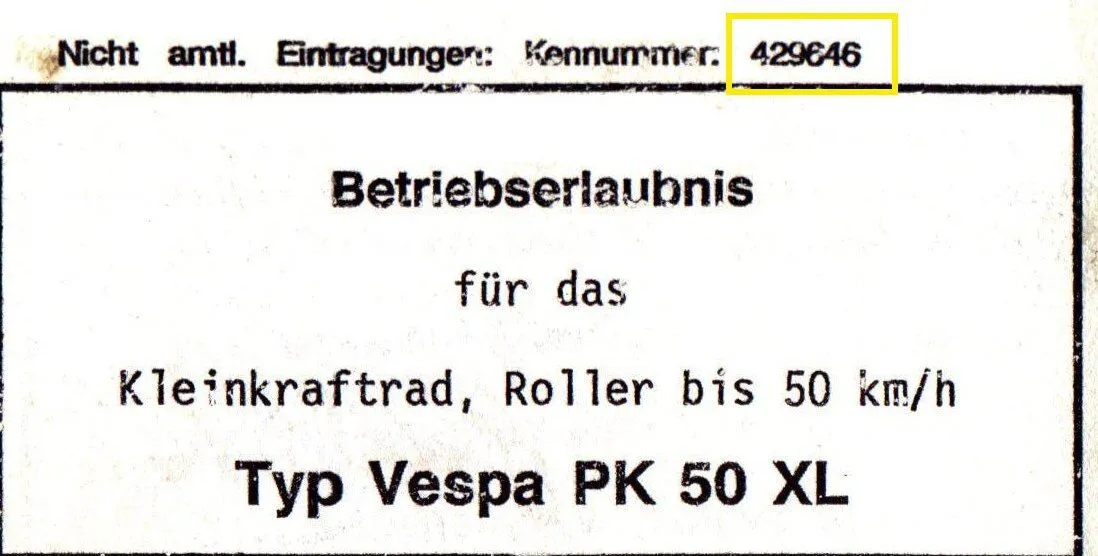 Nicht amtl. Eintragungen: Kennummer: 429646
Betriebserlaubnis
für das
Kleinkraftrad, Roller bis 50 km/h
Typ Vespa PK 50 XL